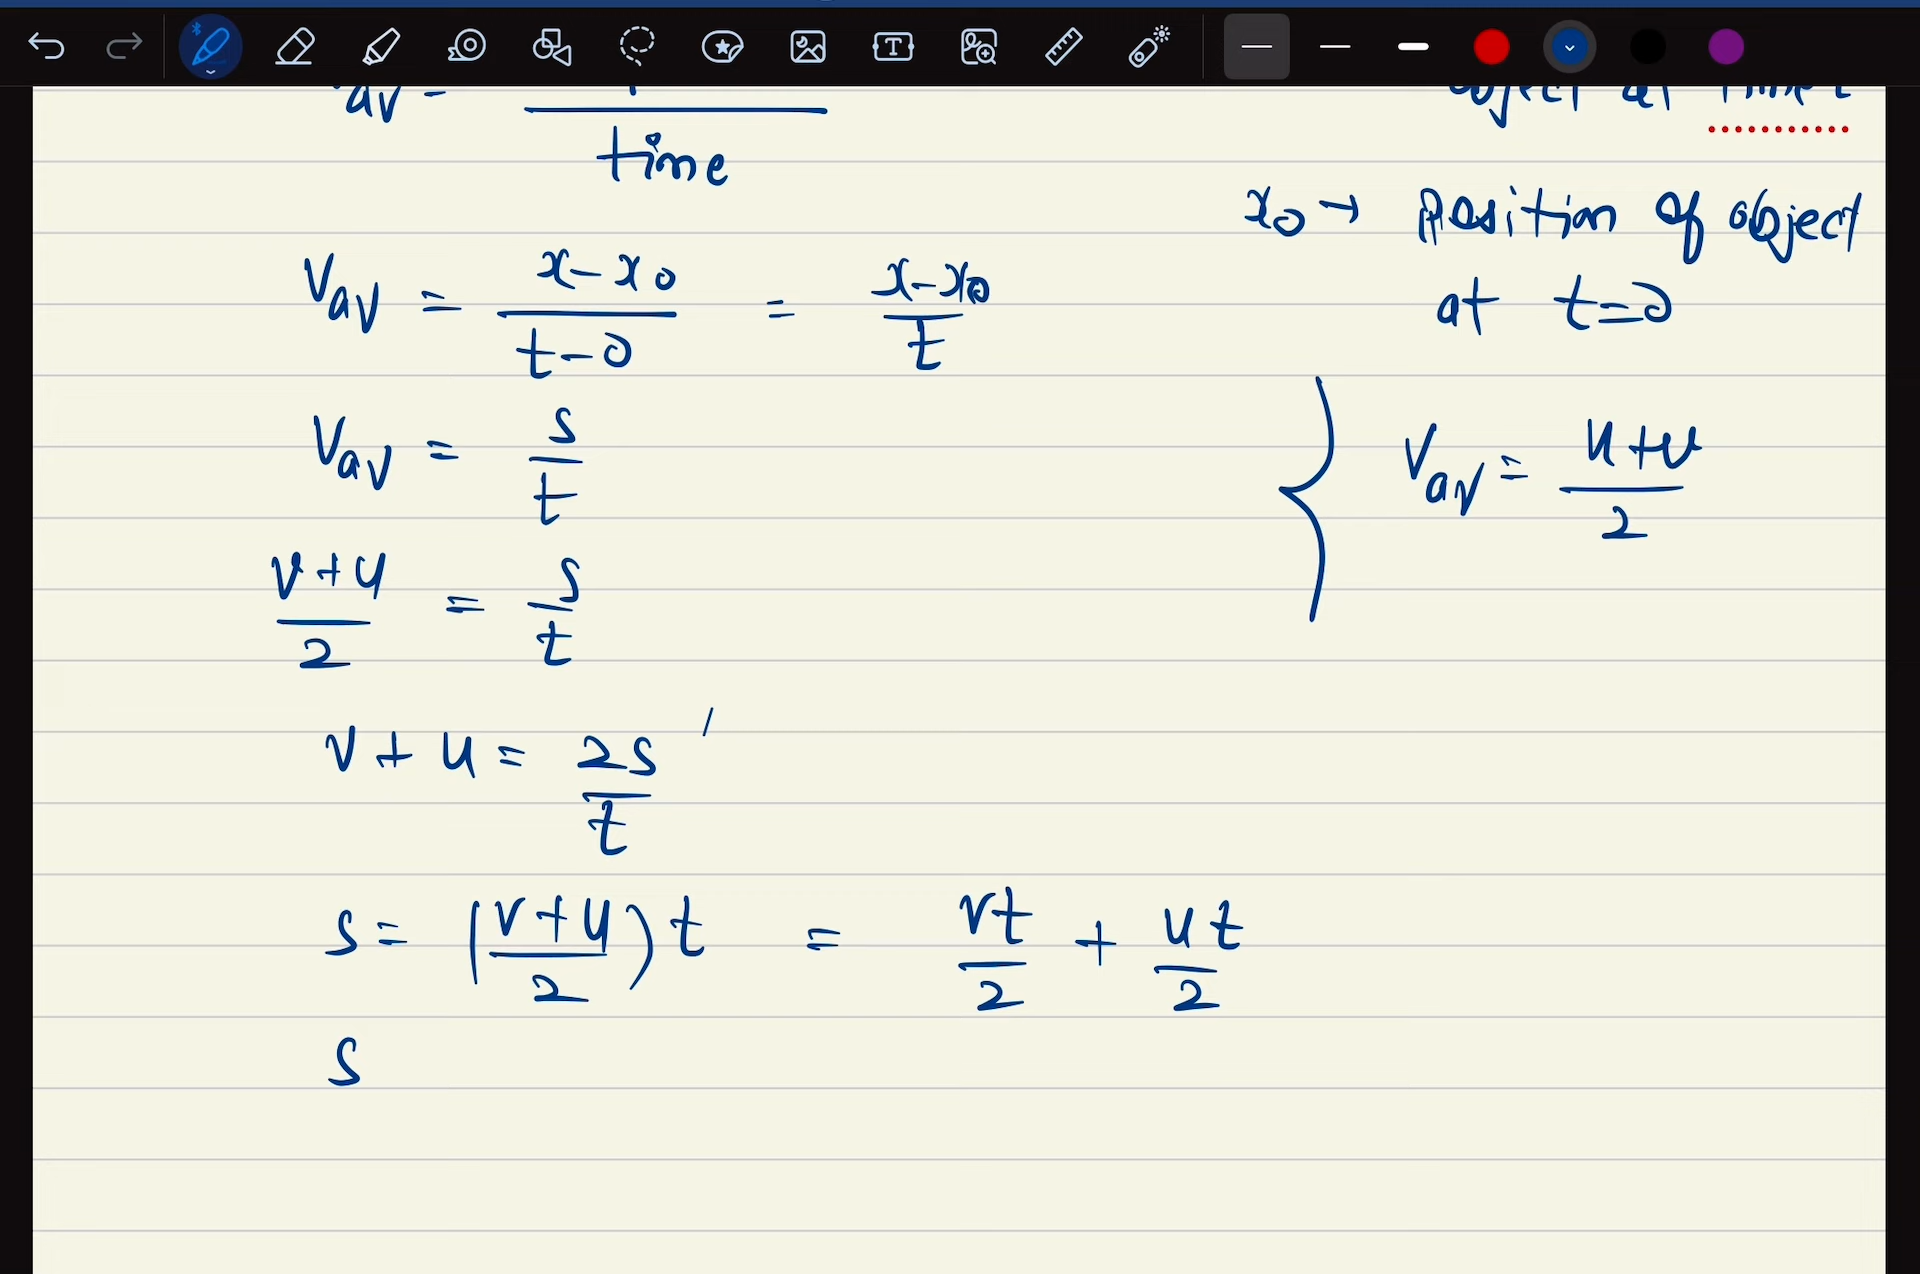 time
x₀ → Position of object
at t=0
Vav = x-x₀ / t-0 = x-x₀ / t
Vav = s / t
Vav = u+v / 2
v+u / 2 = s / t
v+u = 2s / t
s = (v+u / 2) t = vt / 2 + ut / 2
s